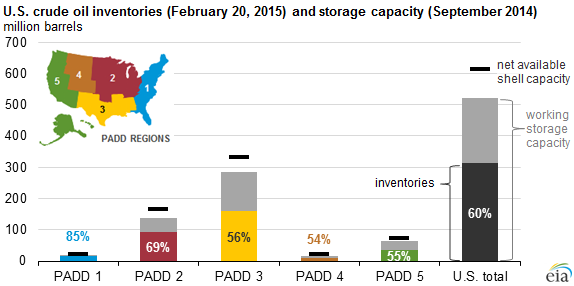 U.S. crude oil inventories (February 20, 2015) and storage capacity (September 2014)
million barrels
700
600
500
400
300
200
100
0
5
4
2
1
3
PADD REGIONS
net available
shell capacity
working
storage
capacity
inventories
85%
69%
56%
54%
55%
60%
PADD 1
PADD 2
PADD 3
PADD 4
PADD 5
U.S. total
eia